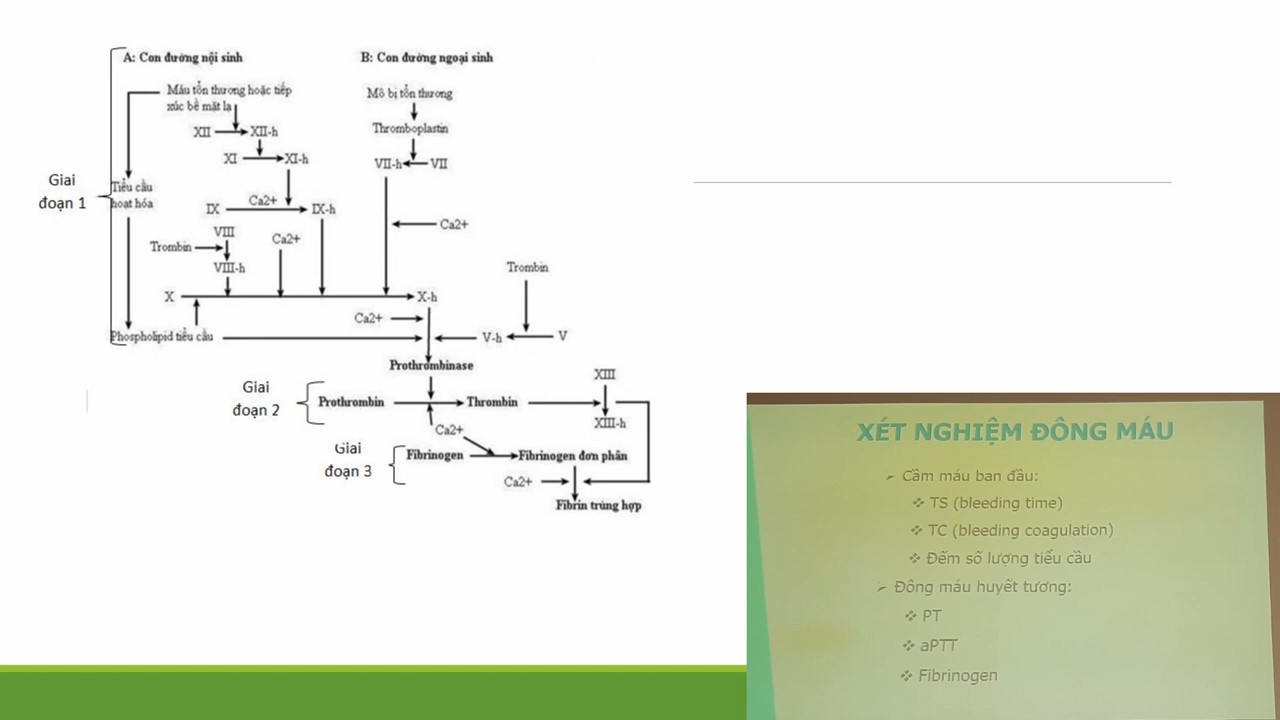 A: Con đường nội sinh
B: Con đường ngoại sinh
Máu tổn thương hoặc tiếp
xúc bề mặt lạ
Mô bị tổn thương
XII
XII-h
Thromboplastin
XI
XI-h
VII-h
VII
Giai
đoạn 1
Tiểu cầu
hoạt hóa
IX
Ca2+
IX-h
VIII
Ca2+
Ca2+
Trombin
VIII-h
Trombin
X
X-h
Ca2+
Phospholipid tiểu cầu
V-h
V
Prothrombinase
XIII
Giai
đoạn 2
Prothrombin
Thrombin
XIII-h
Ca2+
Giai
đoạn 3
Fibrinogen
Fibrinogen đơn phân
Ca2+
Fibrin trùng hợp
XÉT NGHIỆM ĐÔNG MÁU
Cầm máu ban đầu:
TS (bleeding time)
TC (bleeding coagulation)
Đếm số lượng tiểu cầu
Đông máu huyết tương:
PT
aPTT
Fibrinogen